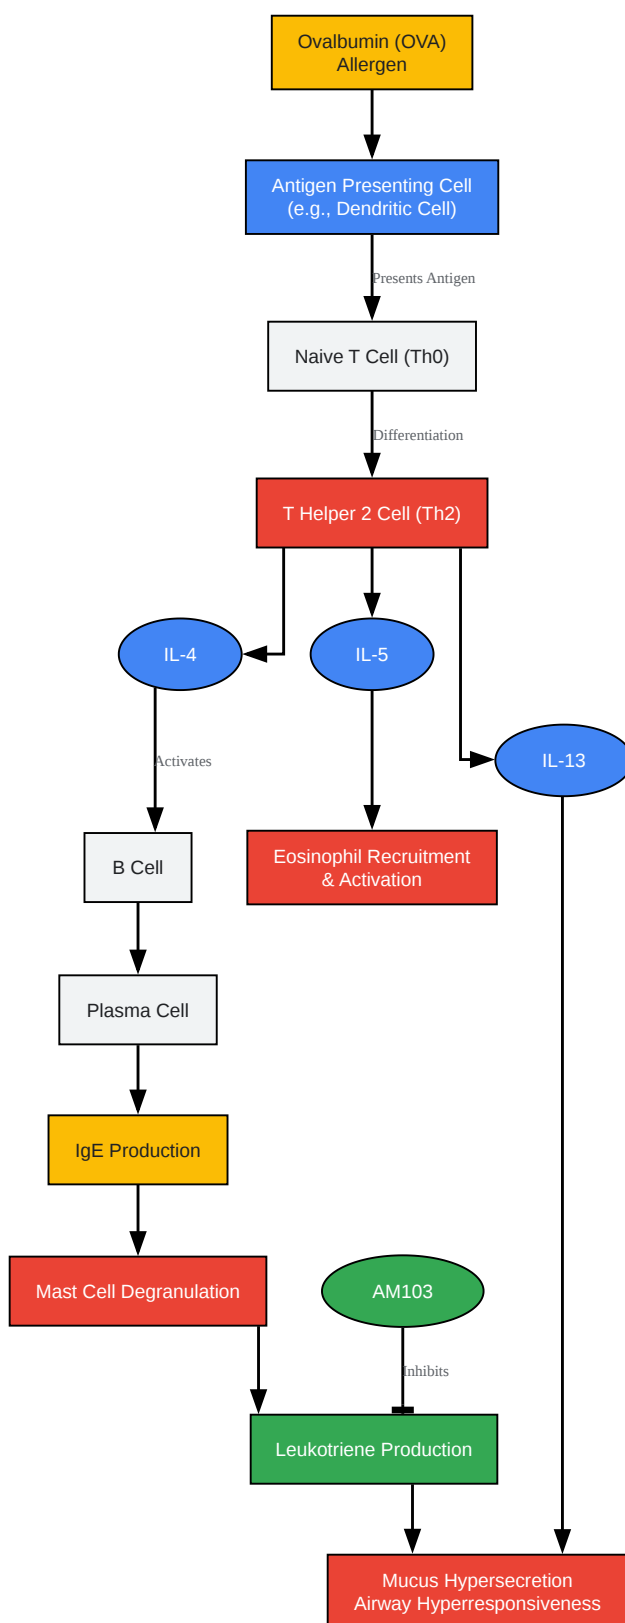 Ovalbumin (OVA)
Allergen
Antigen Presenting Cell
(e.g., Dendritic Cell)
Presents Antigen
Naive T Cell (Th0)
Differentiation
T Helper 2 Cell (Th2)
IL-4
IL-5
IL-13
Activates
B Cell
Eosinophil Recruitment
& Activation
Plasma Cell
IgE Production
Mast Cell Degranulation
AM103
Inhibits
Leukotriene Production
Mucus Hypersecretion
Airway Hyperresponsiveness